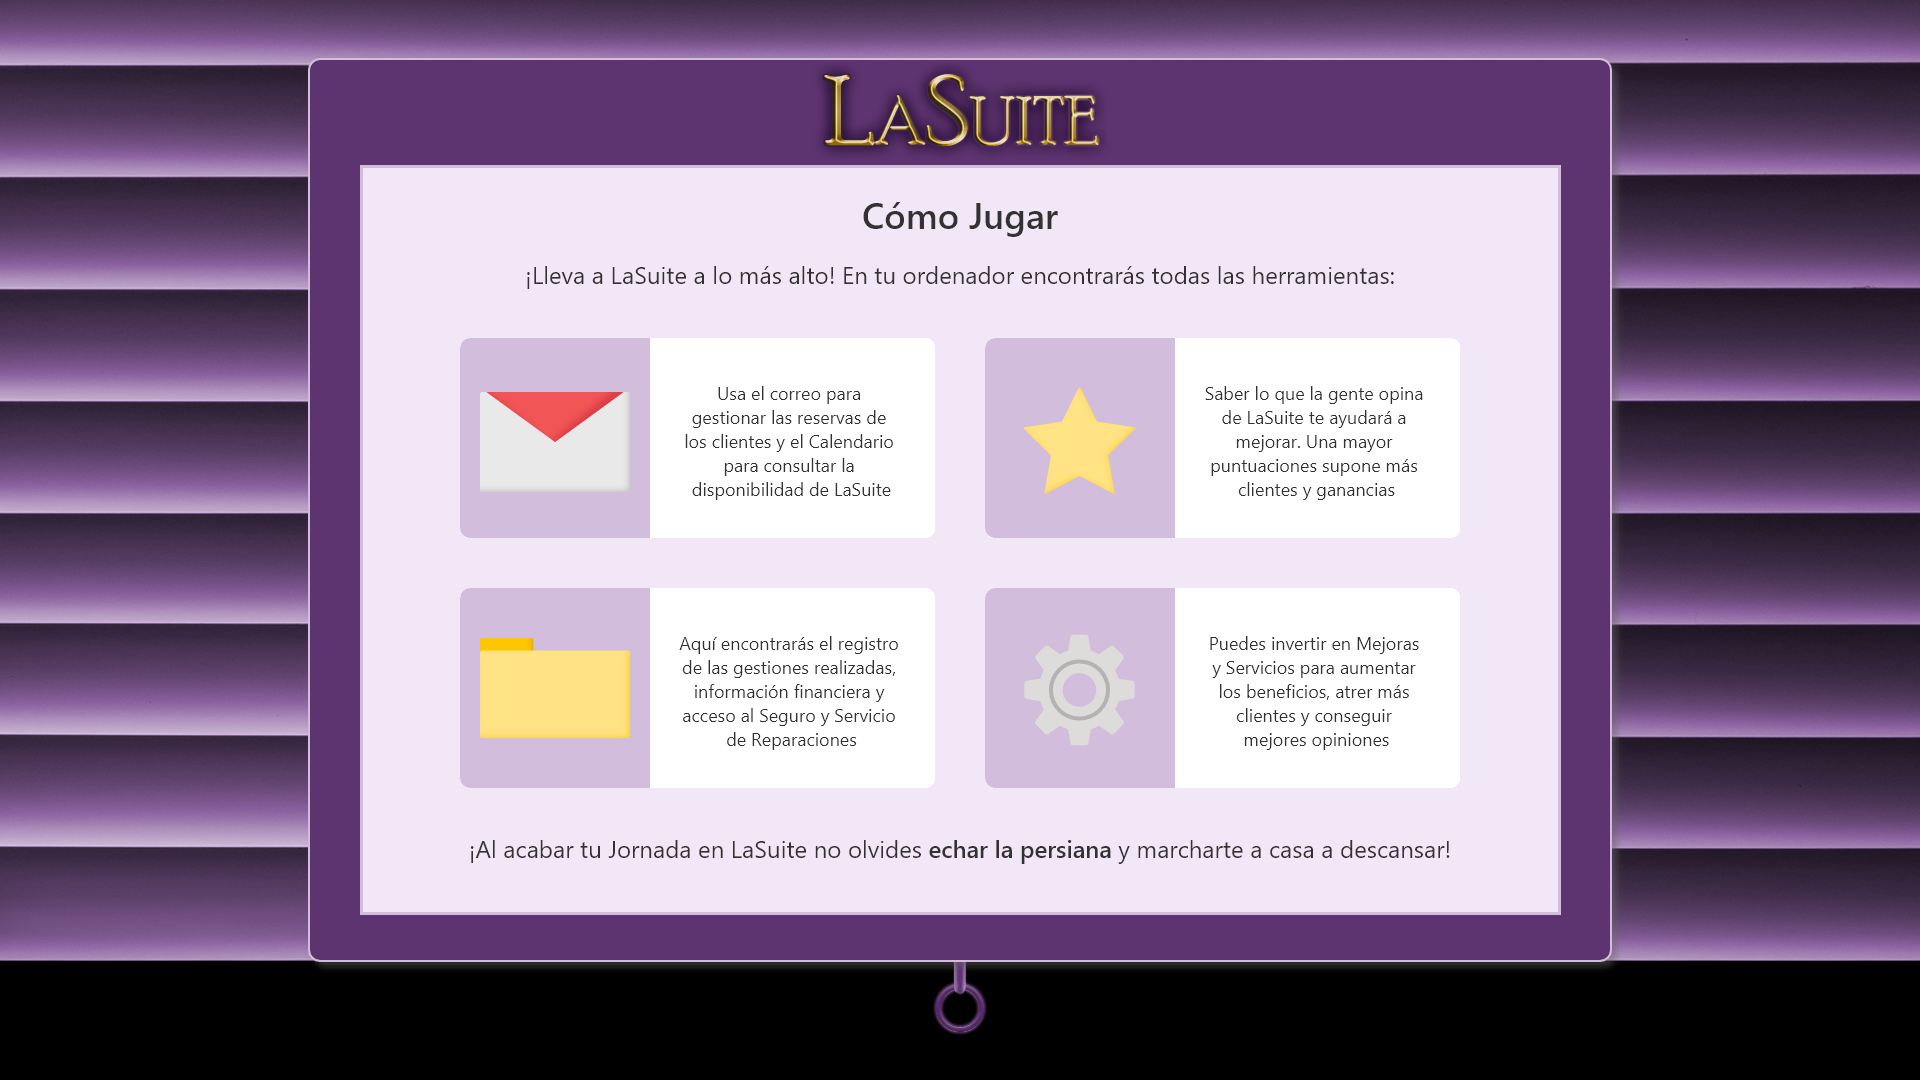 LASUITE
Cómo Jugar
¡Lleva a LaSuite a lo más alto! En tu ordenador encontrarás todas las herramientas:
Usa el correo para
gestionar las reservas de
los clientes y el Calendario
para consultar la
disponibilidad de LaSuite
Saber lo que la gente opina
de LaSuite te ayudará a
mejorar. Una mayor
puntuaciones supone más
clientes y ganancias
Aquí encontrarás el registro
de las gestiones realizadas,
información financiera y
acceso al Seguro y Servicio
de Reparaciones
Puedes invertir en Mejoras
y Servicios para aumentar
los beneficios, atrer más
clientes y conseguir
mejores opiniones
¡Al acabar tu Jornada en LaSuite no olvides echar la persiana y marcharte a casa a descansar!